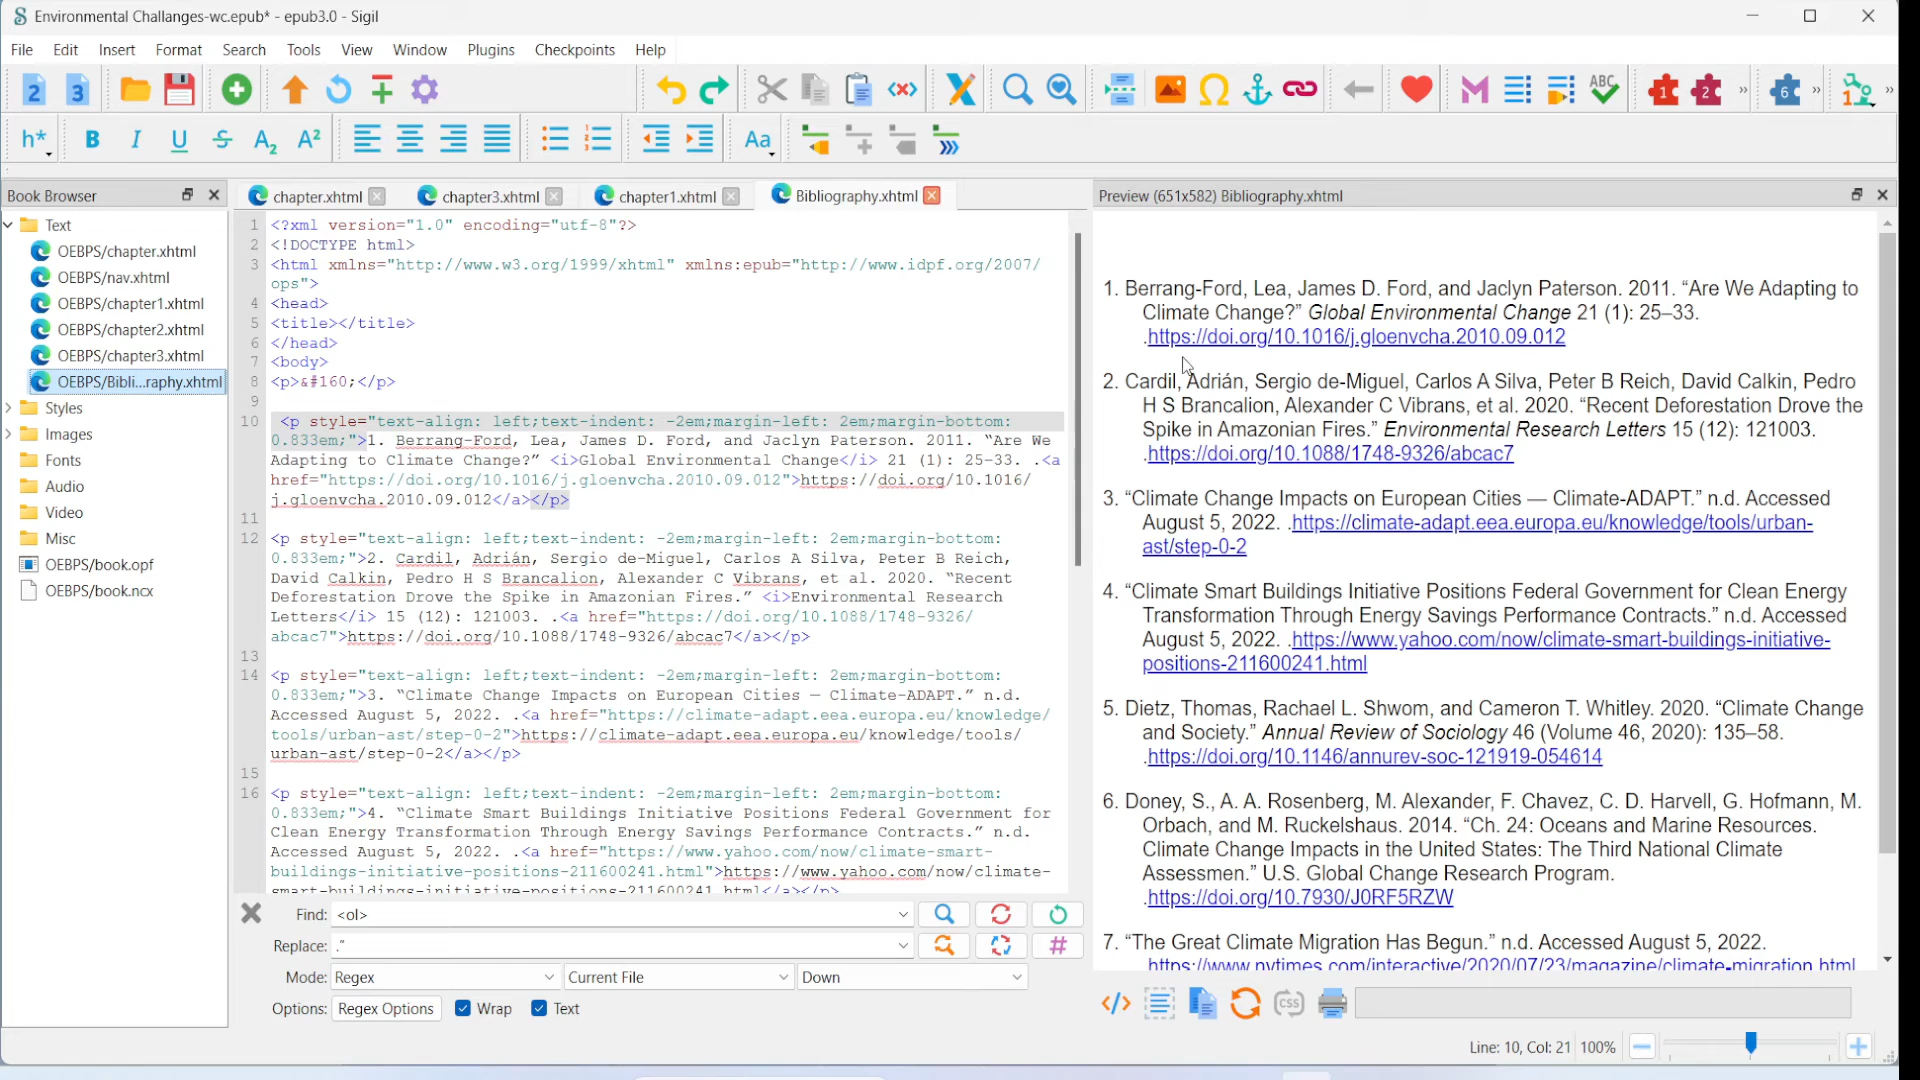 Environmental Challanges-wc.epub* - epub3.0 - Sigil
File Edit Insert Format Search Tools View Window Plugins Checkpoints Help
2 3 ABC 1 2 » 6 » »
h* B I U S A2 A2 Aa
Book Browser
chapter.xhtml chapter3.xhtml chapter1.xhtml Bibliography.xhtml
Text
OEBPS/chapter.xhtml
OEBPS/nav.xhtml
OEBPS/chapter1.xhtml
OEBPS/chapter2.xhtml
OEBPS/chapter3.xhtml
OEBPS/Bibli...raphy.xhtml
Styles
Images
Fonts
Audio
Video
Misc
OEBPS/book.opf
OEBPS/book.ncx
1 <?xml version="1.0" encoding="utf-8"?>
2 <!DOCTYPE html>
3 <html xmlns="http://www.w3.org/1999/xhtml" xmlns:epub="http://www.idpf.org/2007/
ops">
4 <head>
5 <title></title>
6 </head>
7 <body>
8 <p>&#160;</p>
9
10 <p style="text-align: left;text-indent: -2em;margin-left: 2em;margin-bottom:
0.833em;">1. Berrang-Ford, Lea, James D. Ford, and Jaclyn Paterson. 2011. “Are We
Adapting to Climate Change?” <i>Global Environmental Change</i> 21 (1): 25–33. .<a
href="https://doi.org/10.1016/j.gloenvcha.2010.09.012">https://doi.org/10.1016/
j.gloenvcha.2010.09.012</a></p>
11
12 <p style="text-align: left;text-indent: -2em;margin-left: 2em;margin-bottom:
0.833em;">2. Cardil, Adrián, Sergio de-Miguel, Carlos A Silva, Peter B Reich,
David Calkin, Pedro H S Brancalion, Alexander C Vibrans, et al. 2020. “Recent
Deforestation Drove the Spike in Amazonian Fires.” <i>Environmental Research
Letters</i> 15 (12): 121003. .<a href="https://doi.org/10.1088/1748-9326/
abcac7">https://doi.org/10.1088/1748-9326/abcac7</a></p>
13
14 <p style="text-align: left;text-indent: -2em;margin-left: 2em;margin-bottom:
0.833em;">3. “Climate Change Impacts on European Cities — Climate-ADAPT.” n.d.
Accessed August 5, 2022. .<a href="https://climate-adapt.eea.europa.eu/knowledge/
tools/urban-ast/step-0-2">https://climate-adapt.eea.europa.eu/knowledge/tools/
urban-ast/step-0-2</a></p>
15
16 <p style="text-align: left;text-indent: -2em;margin-left: 2em;margin-bottom:
0.833em;">4. “Climate Smart Buildings Initiative Positions Federal Government for
Clean Energy Transformation Through Energy Savings Performance Contracts.” n.d.
Accessed August 5, 2022. .<a href="https://www.yahoo.com/now/climate-smart-
buildings-initiative-positions-211600241.html">https://www.yahoo.com/now/climate-
smart-buildings-initiative-positions-211600241.html</a></p>
Find: <ol>
Replace: .”
Mode: Regex Current File Down
Options: Regex Options Wrap Text
Preview (651x582) Bibliography.xhtml
1. Berrang-Ford, Lea, James D. Ford, and Jaclyn Paterson. 2011. “Are We Adapting to
Climate Change?” Global Environmental Change 21 (1): 25–33.
.https://doi.org/10.1016/j.gloenvcha.2010.09.012
2. Cardil, Adrián, Sergio de-Miguel, Carlos A Silva, Peter B Reich, David Calkin, Pedro
H S Brancalion, Alexander C Vibrans, et al. 2020. “Recent Deforestation Drove the
Spike in Amazonian Fires.” Environmental Research Letters 15 (12): 121003.
.https://doi.org/10.1088/1748-9326/abcac7
3. “Climate Change Impacts on European Cities — Climate-ADAPT.” n.d. Accessed
August 5, 2022. .https://climate-adapt.eea.europa.eu/knowledge/tools/urban-
ast/step-0-2
4. “Climate Smart Buildings Initiative Positions Federal Government for Clean Energy
Transformation Through Energy Savings Performance Contracts.” n.d. Accessed
August 5, 2022. .https://www.yahoo.com/now/climate-smart-buildings-initiative-
positions-211600241.html
5. Dietz, Thomas, Rachael L. Shwom, and Cameron T. Whitley. 2020. “Climate Change
and Society.” Annual Review of Sociology 46 (Volume 46, 2020): 135–58.
.https://doi.org/10.1146/annurev-soc-121919-054614
6. Doney, S., A. A. Rosenberg, M. Alexander, F. Chavez, C. D. Harvell, G. Hofmann, M.
Orbach, and M. Ruckelshaus. 2014. “Ch. 24: Oceans and Marine Resources.
Climate Change Impacts in the United States: The Third National Climate
Assessmen.” U.S. Global Change Research Program.
.https://doi.org/10.7930/J0RF5RZW
7. “The Great Climate Migration Has Begun.” n.d. Accessed August 5, 2022.
https://www.nytimes.com/interactive/2020/07/23/magazine/climate-migration.html
CSS
Line: 10, Col: 21 100%